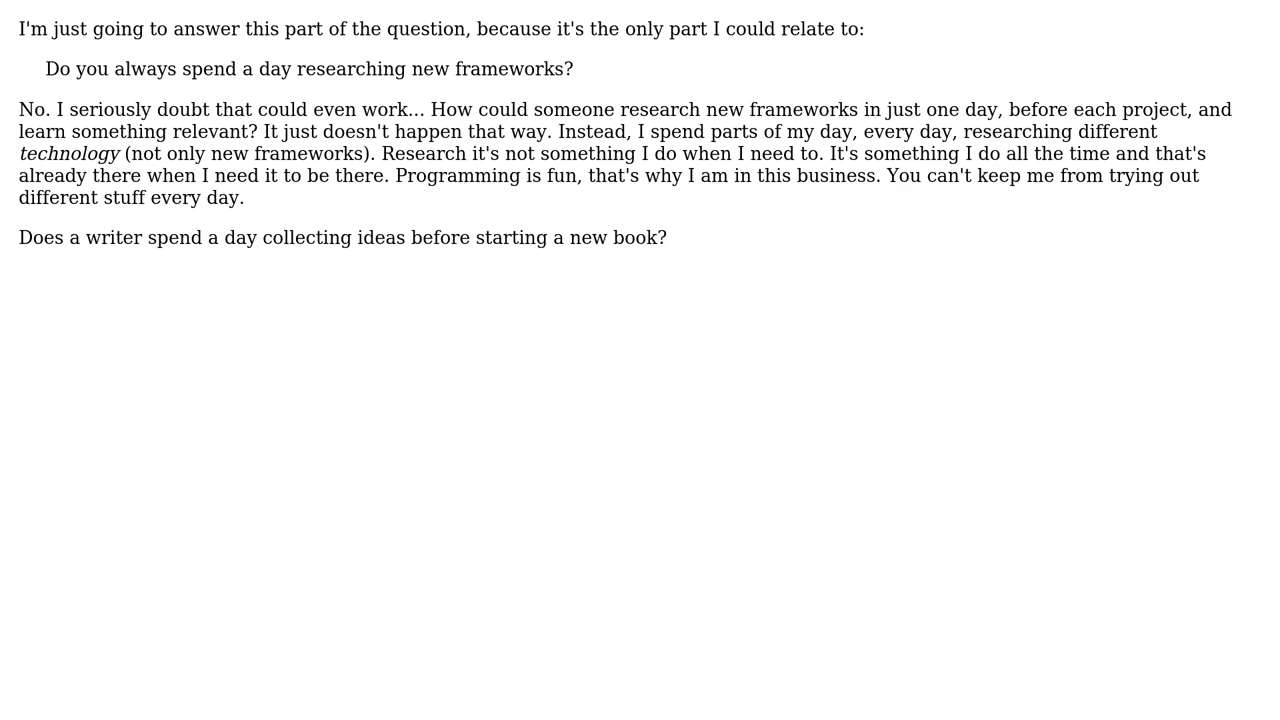 I'm just going to answer this part of the question, because it's the only part I could relate to:
Do you always spend a day researching new frameworks?
No. I seriously doubt that could even work... How could someone research new frameworks in just one day, before each project, and
learn something relevant? It just doesn't happen that way. Instead, I spend parts of my day, every day, researching different
technology (not only new frameworks). Research it's not something I do when I need to. It's something I do all the time and that's
already there when I need it to be there. Programming is fun, that's why I am in this business. You can't keep me from trying out
different stuff every day.
Does a writer spend a day collecting ideas before starting a new book?